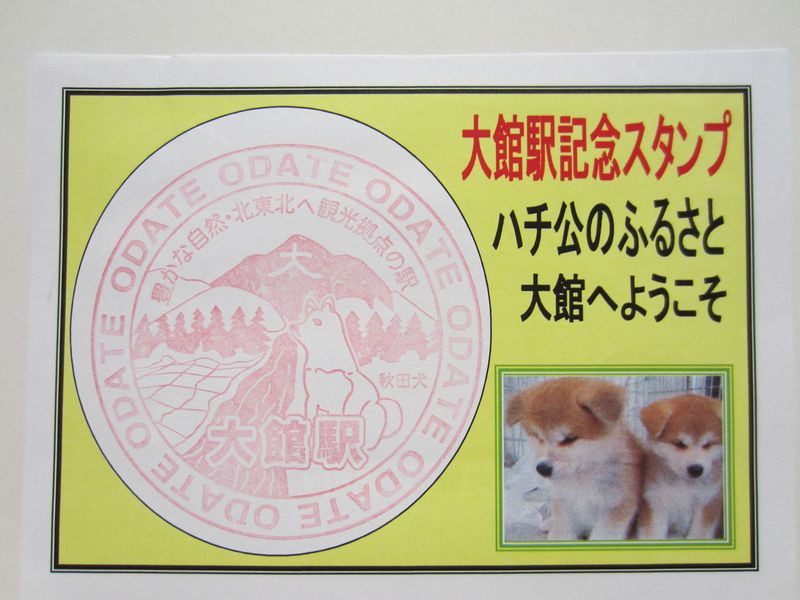 大館駅記念スタンプ
ハチ公のふるさと
大館へようこそ
ODATE ODATE ODATE ODATE ODATE ODATE ODATE ODATE
豊かな自然・北東北へ観光拠点の駅
大
秋田犬
大館駅